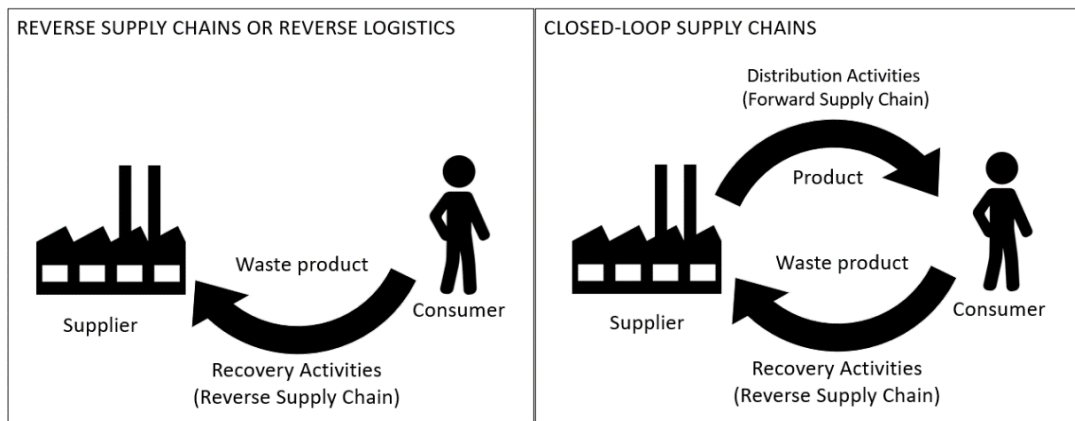 REVERSE SUPPLY CHAINS OR REVERSE LOGISTICS
Waste product
Supplier
Consumer
Recovery Activities
(Reverse Supply Chain)
CLOSED-LOOP SUPPLY CHAINS
Distribution Activities
(Forward Supply Chain)
Product
Waste product
Supplier
Consumer
Recovery Activities
(Reverse Supply Chain)